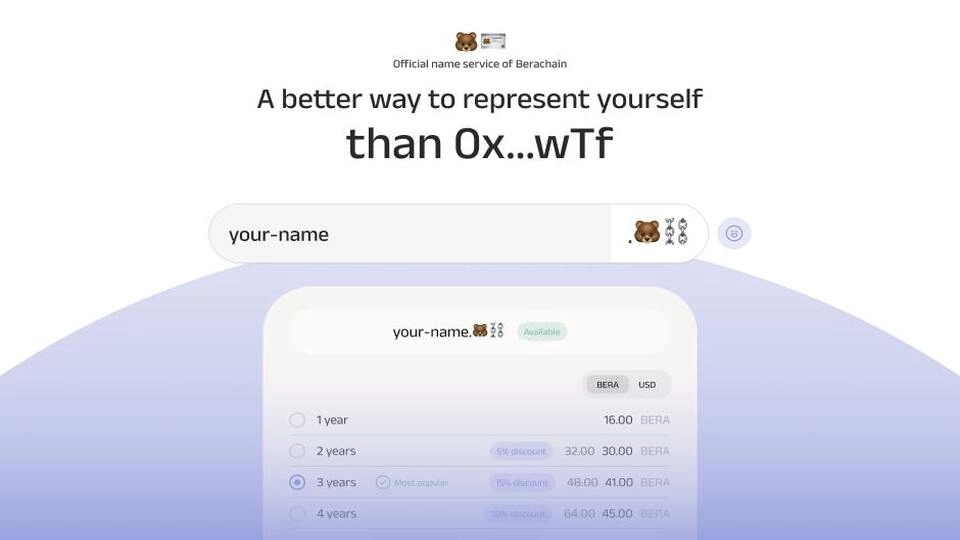 Official name service of Berachain
A better way to represent yourself
than 0x...wTf
your-name .🐻⛓️
your-name.🐻⛓️ Available
BERA USD
1 year 16.00 BERA
2 years 6% discount 32.00 30.00 BERA
3 years Most popular 15% discount 48.00 41.00 BERA
4 years 30% discount 64.00 45.00 BERA